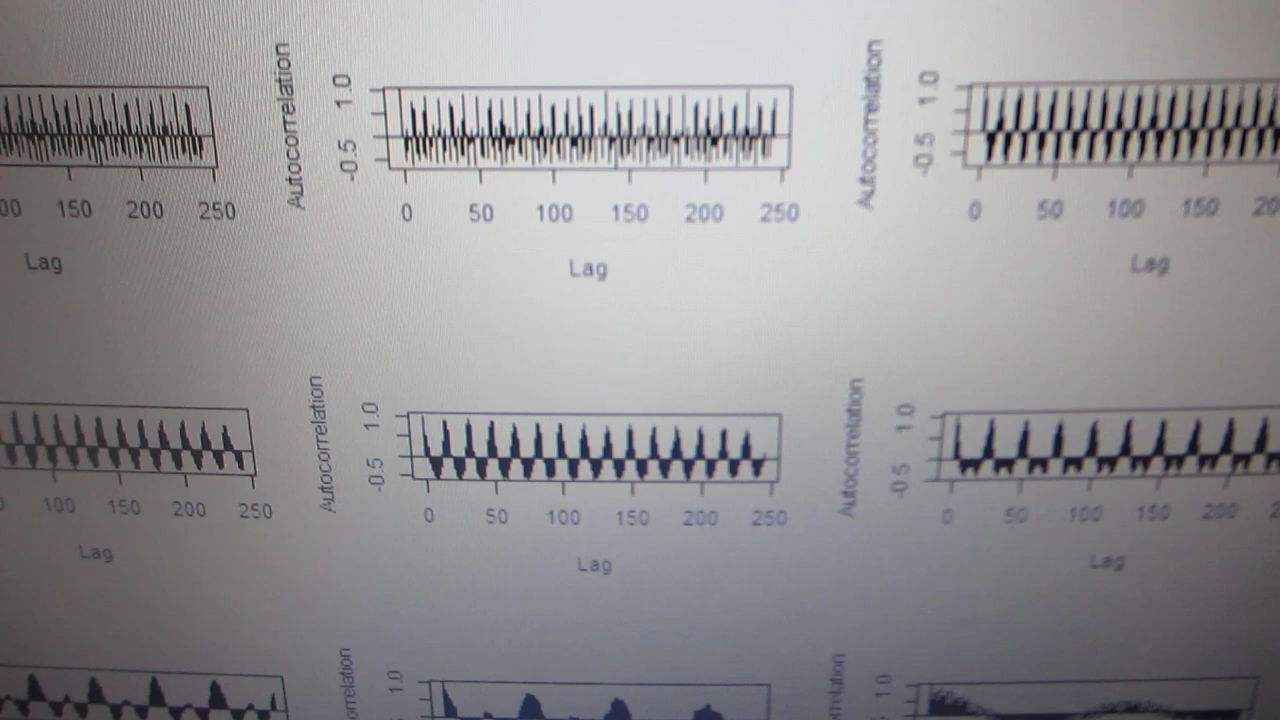 Autocorrelation
-0.5 1.0
Autocorrelation
-0.5 1.0
150 200 250
0 50 100 150 200 250
0 50 100 150
Lag
Lag
Lag
Autocorrelation
-0.5 1.0
Autocorrelation
-0.5 1.0
100 150 200 250
0 50 100 150 200 250
0 50 100 150 200
Lag
Lag
Lag
1.0
1.0